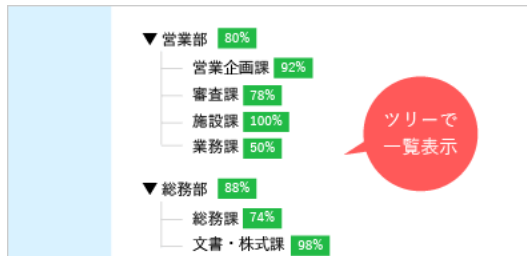 ▼営業部 80%
営業企画課 92%
審査課 78%
施設課 100%
業務課 50%
ツリーで
一覧表示
▼総務部 88%
総務課 74%
文書・株式課 98%